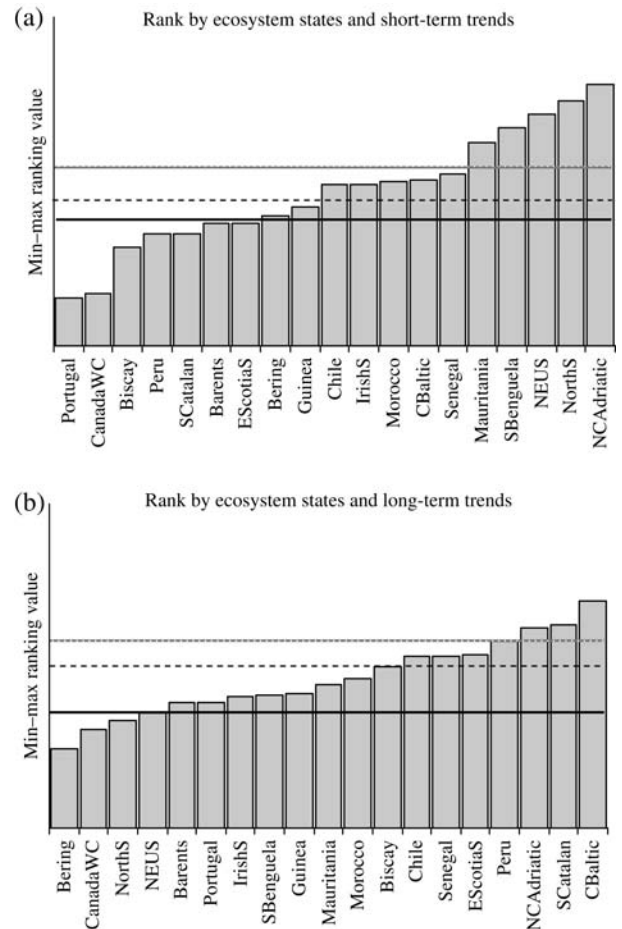 (a)
Rank by ecosystem states and short-term trends
Min–max ranking value
Portugal
CanadaWC
Biscay
Peru
SCatalan
Barents
EScotiaS
Bering
Guinea
Chile
IrishS
Morocco
CBaltic
Senegal
Mauritania
SBenguela
NEUS
NorthS
NCAdriatic
(b)
Rank by ecosystem states and long-term trends
Min–max ranking value
Bering
CanadaWC
NorthS
NEUS
Barents
Portugal
IrishS
SBenguela
Guinea
Mauritania
Morocco
Biscay
Chile
Senegal
EScotiaS
Peru
NCAdriatic
SCatalan
CBaltic